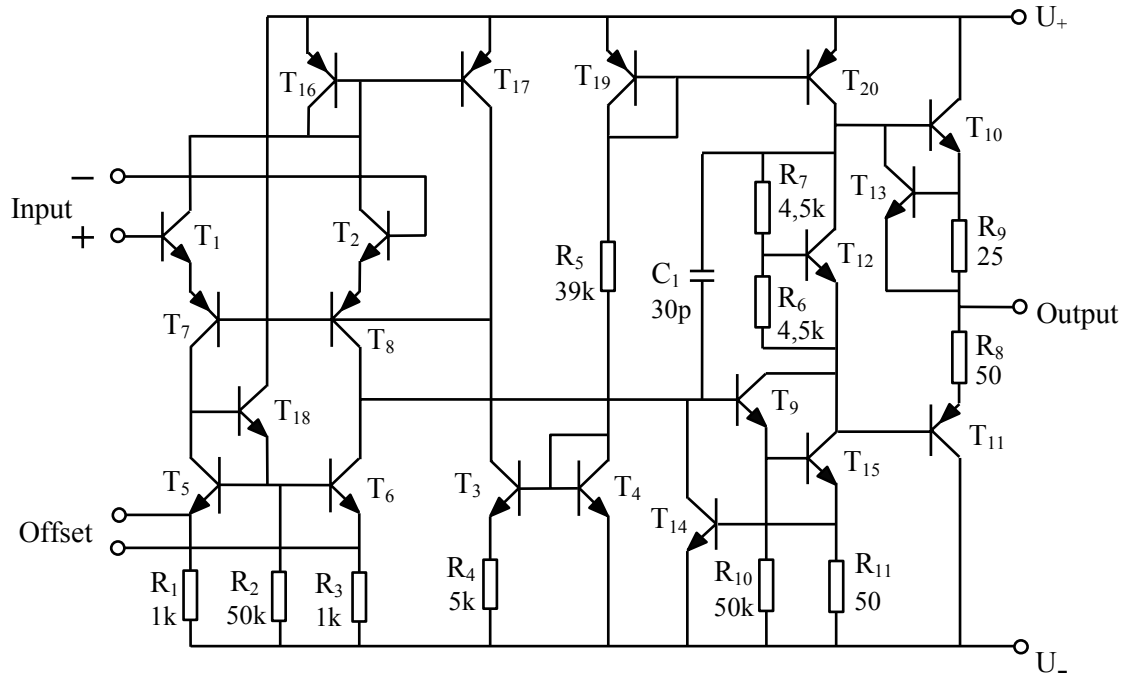 U+
T16
T17
T19
T20
T10
−
Input
+
T1
T2
R7
4,5k
T13
T12
R9
25
R5
39k
C1
30p
R6
4,5k
Output
T7
T8
R8
50
T18
T9
T11
T5
T6
T3
T4
T15
Offset
T14
R1
1k
R2
50k
R3
1k
R4
5k
R10
50k
R11
50
U-